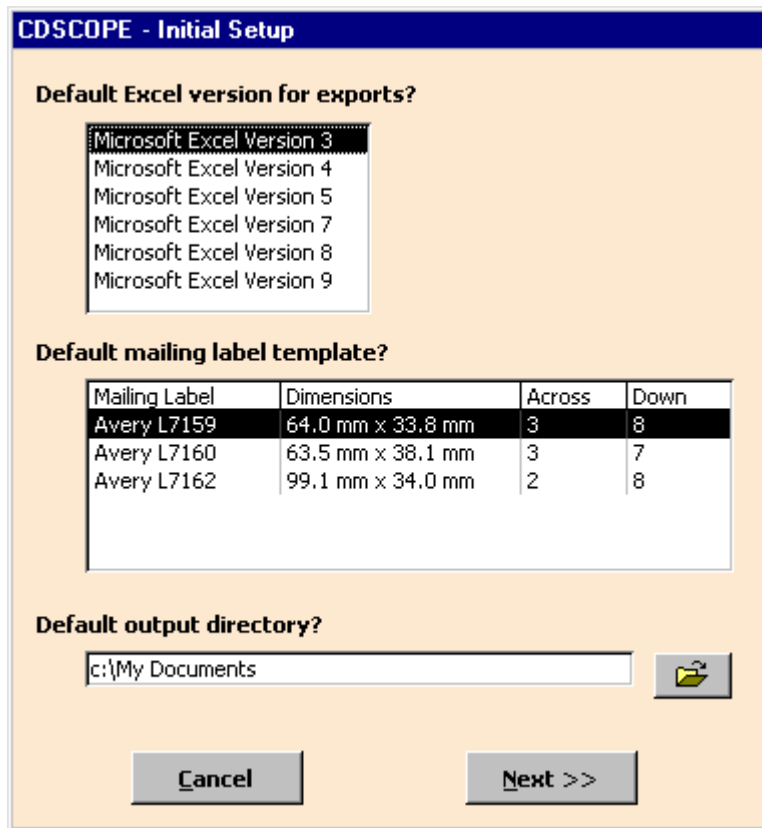 CDSCOPE - Initial Setup
Default Excel version for exports?
Microsoft Excel Version 3
Microsoft Excel Version 4
Microsoft Excel Version 5
Microsoft Excel Version 7
Microsoft Excel Version 8
Microsoft Excel Version 9
Default mailing label template?
Mailing Label Dimensions Across Down
Avery L7159 64.0 mm x 33.8 mm 3 8
Avery L7160 63.5 mm x 38.1 mm 3 7
Avery L7162 99.1 mm x 34.0 mm 2 8
Default output directory?
c:\My Documents
Cancel Next >>